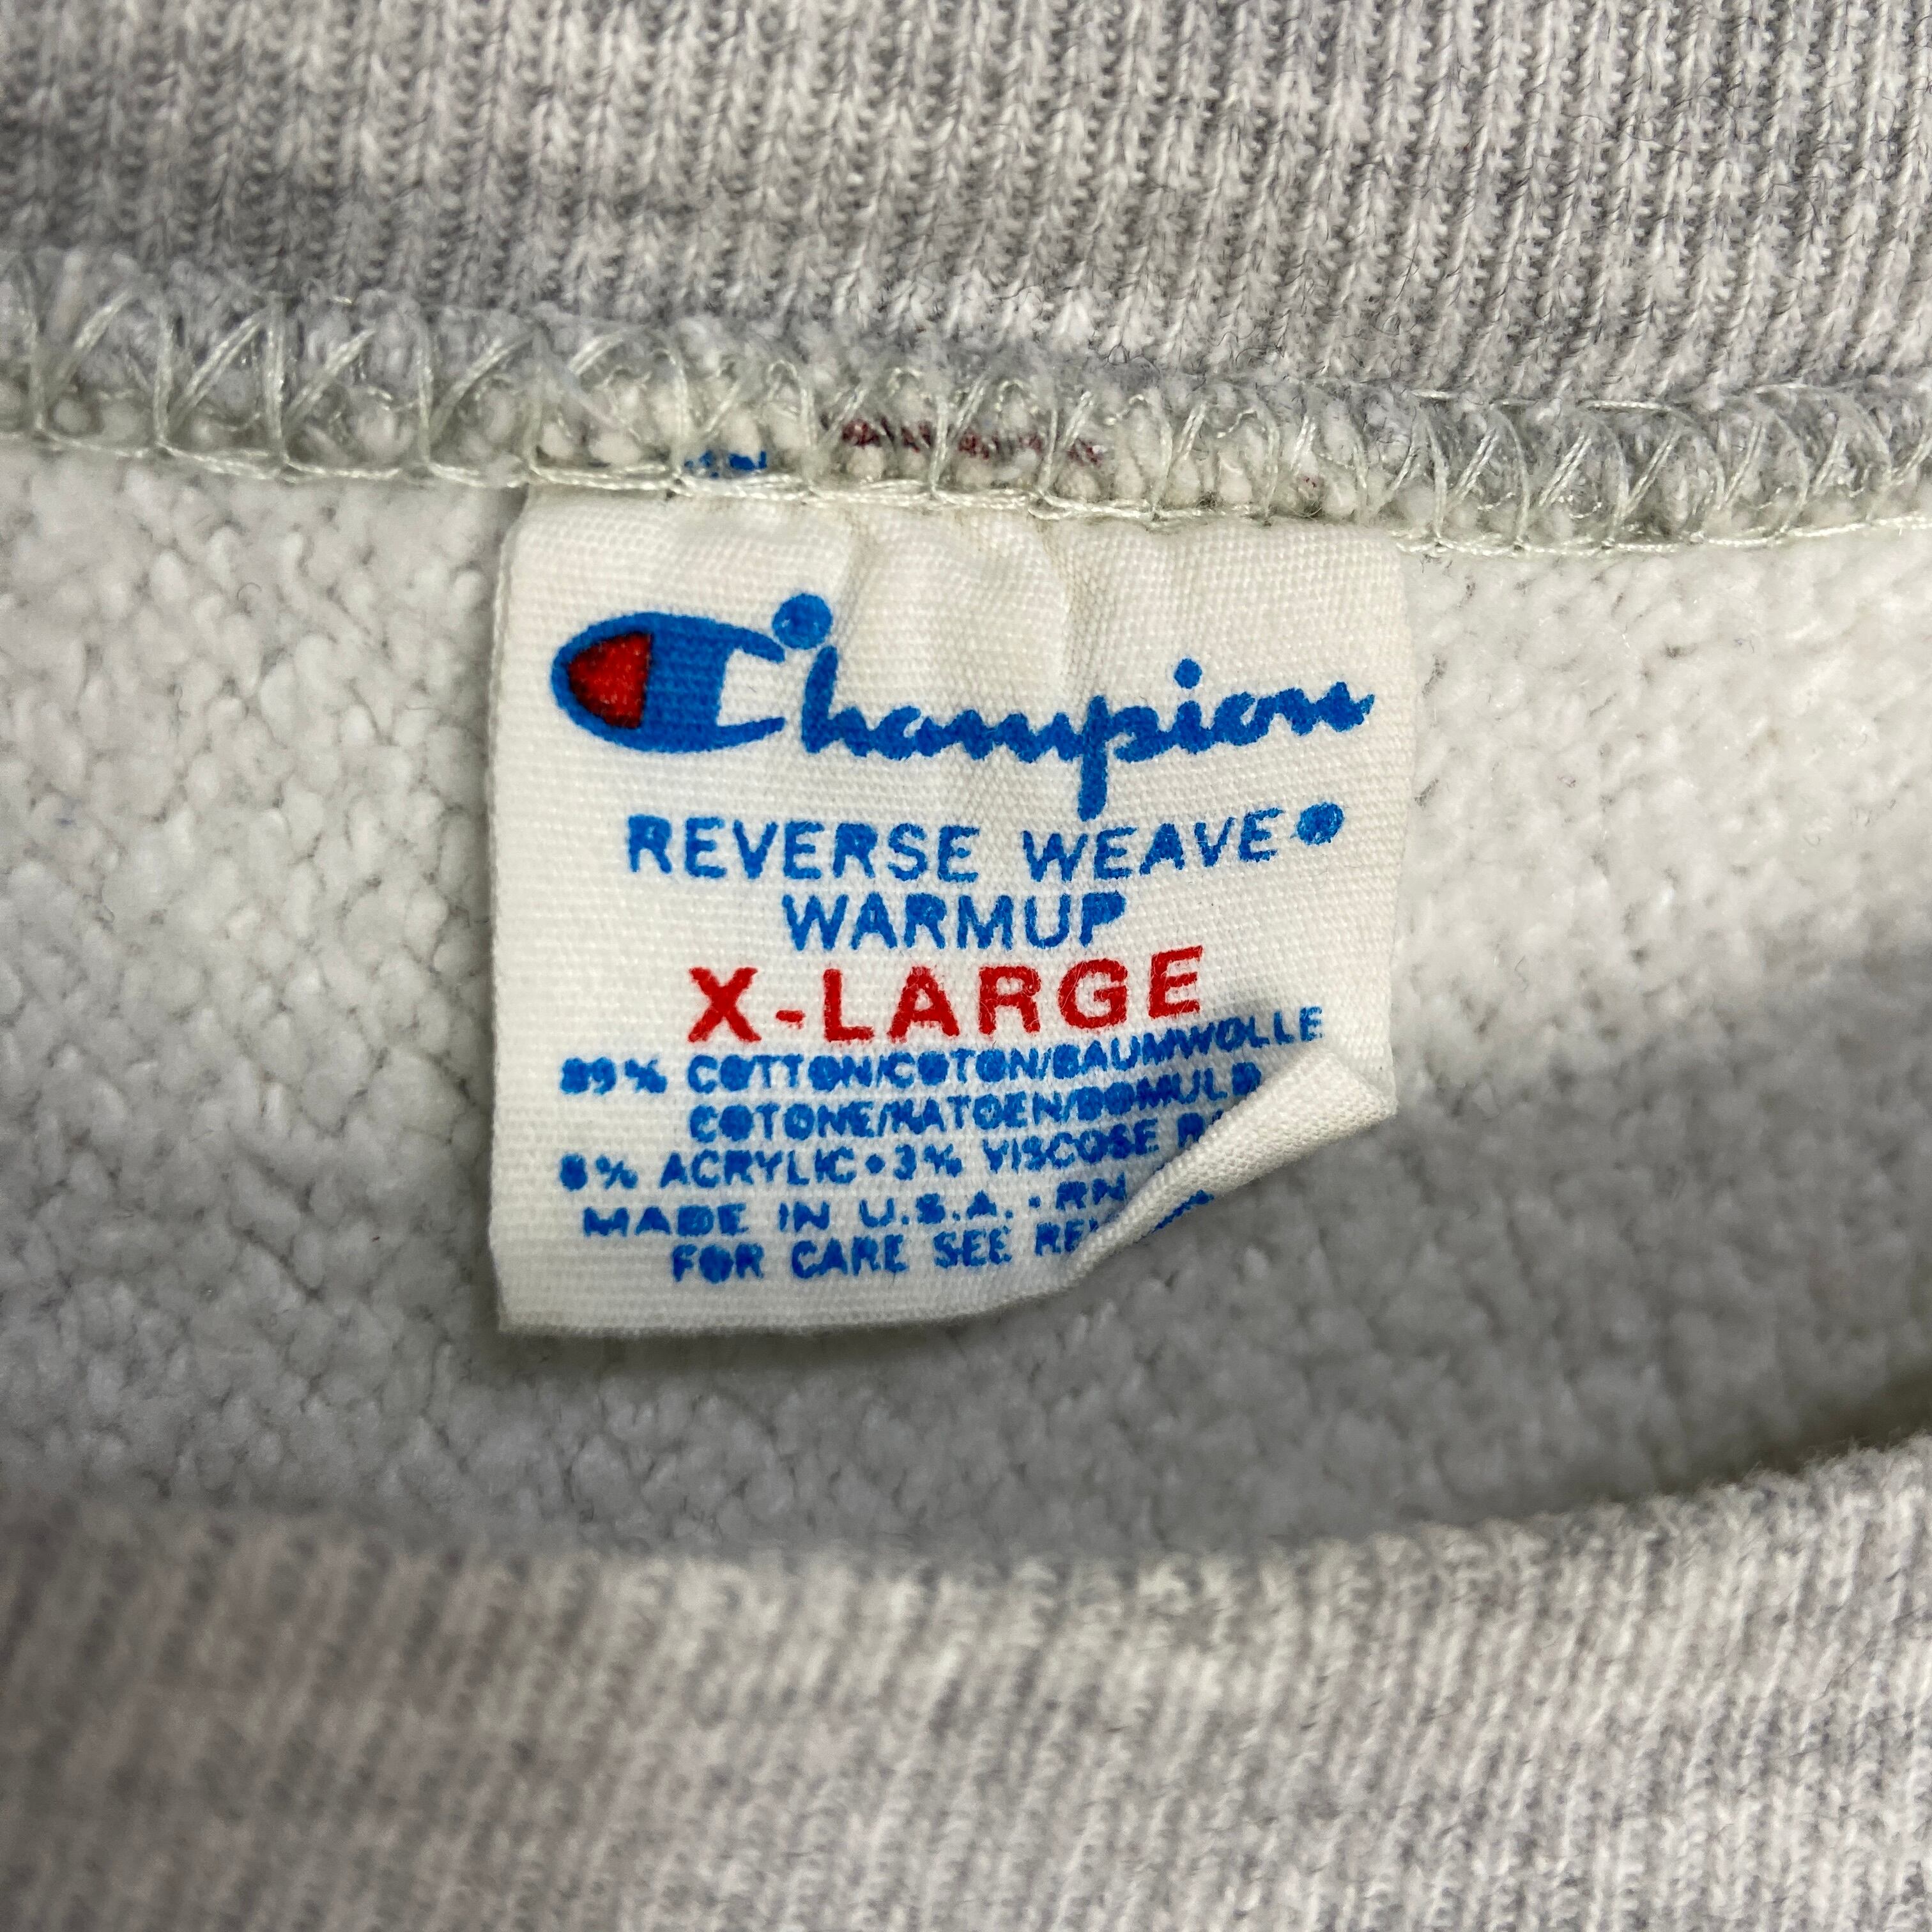 Champion
REVERSE WEAVE®
WARMUP
X-LARGE
89% COTTON/COTON/BAUMWOLLE
COTONE/KATOEN/BOMULD
8% ACRYLIC • 3% VISCOSE
MADE IN U.S.A. • RN
FOR CARE SEE